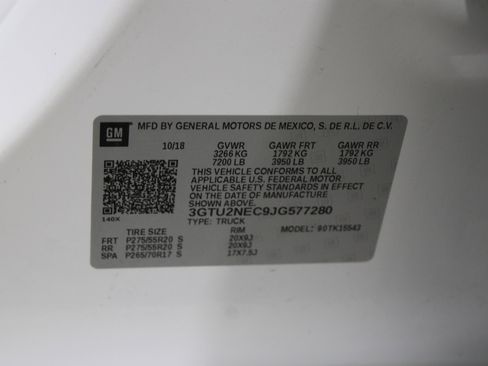 GM
MFD BY GENERAL MOTORS DE MEXICO, S. DE R.L. DE C.V.
10/18 GVWR GAWR FRT GAWR RR
3266 KG 1792 KG 1792 KG
7200 LB 3950 LB 3950 LB
THIS VEHICLE CONFORMS TO ALL
APPLICABLE U.S. FEDERAL MOTOR
VEHICLE SAFETY STANDARDS IN EFFECT
ON THE DATE OF MANUFACTURE
SHOWN ABOVE.
3GTU2NEC9JG577280
140X TYPE: TRUCK MODEL: 90TK15543
TIRE SIZE RIM
FRT P275/55R20 S 20X9J
RR P275/55R20 S 20X9J
SPA P265/70R17 S 17X7.5J